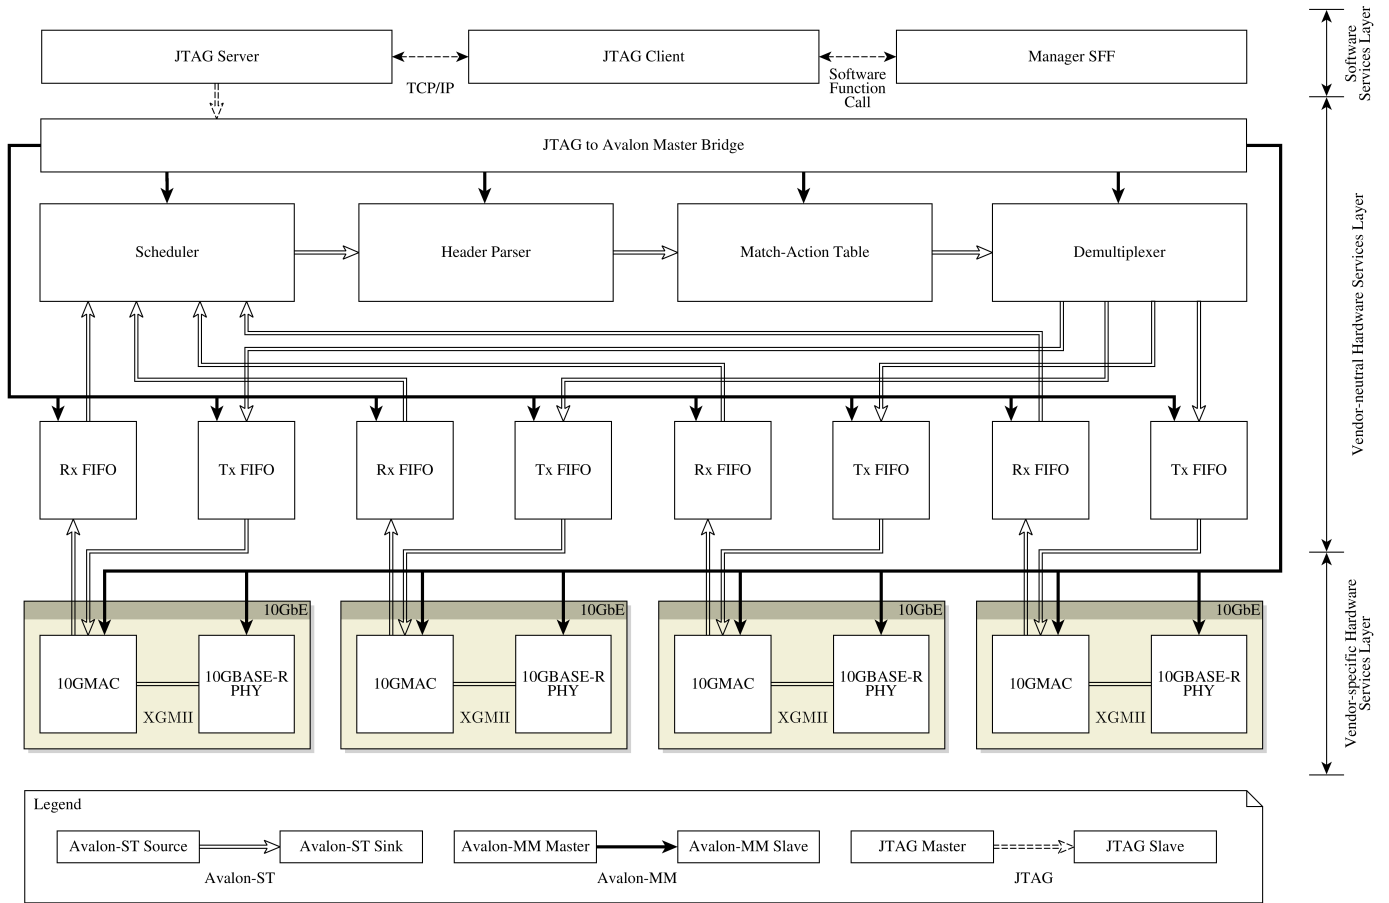 JTAG Server
JTAG Client
Manager SFF
TCP/IP
Software
Function
Call
Software
Services Layer
JTAG to Avalon Master Bridge
Scheduler
Header Parser
Match-Action Table
Demultiplexer
Vendor-neutral Hardware Services Layer
Rx FIFO
Tx FIFO
Rx FIFO
Tx FIFO
Rx FIFO
Tx FIFO
Rx FIFO
Tx FIFO
10GbE
10GbE
10GbE
10GbE
10GMAC
10GBASE-R
PHY
XGMII
10GMAC
10GBASE-R
PHY
XGMII
10GMAC
10GBASE-R
PHY
XGMII
10GMAC
10GBASE-R
PHY
XGMII
Vendor-specific Hardware
Services Layer
Legend
Avalon-ST Source
Avalon-ST Sink
Avalon-MM Master
Avalon-MM Slave
JTAG Master
JTAG Slave
Avalon-ST
Avalon-MM
JTAG